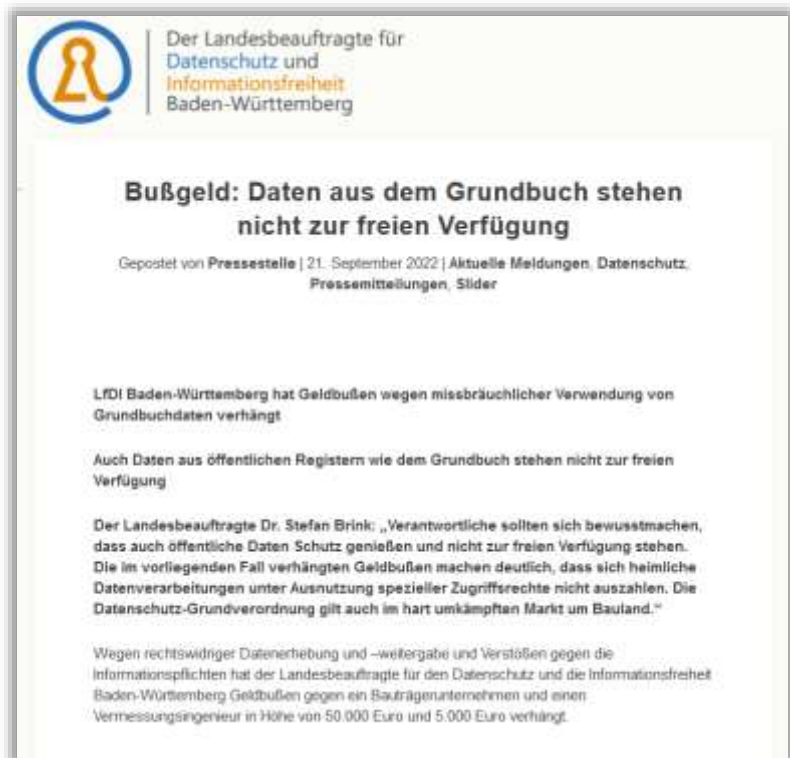 Der Landesbeauftragte für
Datenschutz und
Informationsfreiheit
Baden-Württemberg
Bußgeld: Daten aus dem Grundbuch stehen
nicht zur freien Verfügung
Gepostet von Pressestelle | 21. September 2022 | Aktuelle Meldungen, Datenschutz,
Pressemitteilungen, Slider
LfDI Baden-Württemberg hat Geldbußen wegen missbräuchlicher Verwendung von
Grundbuchdaten verhängt
Auch Daten aus öffentlichen Registern wie dem Grundbuch stehen nicht zur freien
Verfügung
Der Landesbeauftragte Dr. Stefan Brink: „Verantwortliche sollten sich bewusstmachen,
dass auch öffentliche Daten Schutz genießen und nicht zur freien Verfügung stehen.
Die im vorliegenden Fall verhängten Geldbußen machen deutlich, dass sich heimliche
Datenverarbeitungen unter Ausnutzung spezieller Zugriffsrechte nicht auszahlen. Die
Datenschutz-Grundverordnung gilt auch im hart umkämpften Markt um Bauland.“
Wegen rechtswidriger Datenerhebung und –weitergabe und Verstößen gegen die
Informationspflichten hat der Landesbeauftragte für den Datenschutz und die Informationsfreiheit
Baden-Württemberg Geldbußen gegen ein Bauträgerunternehmen und einen
Vermessungsingenieur in Höhe von 50.000 Euro und 5.000 Euro verhängt.